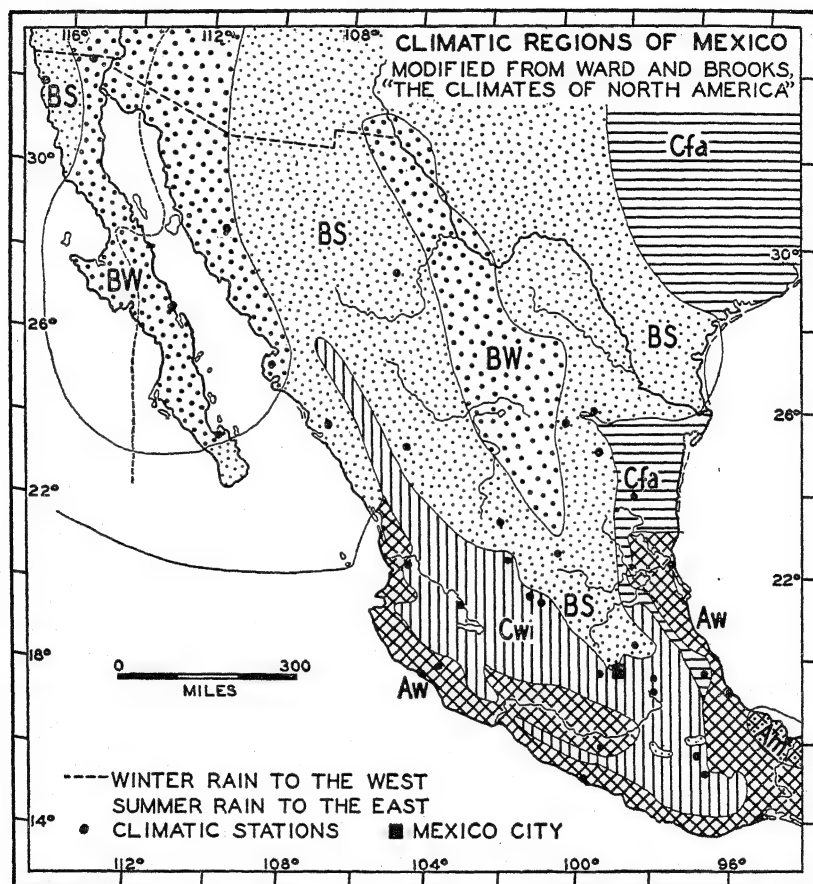 116°
112°
108°
CLIMATIC REGIONS OF MEXICO
MODIFIED FROM WARD AND BROOKS,
"THE CLIMATES OF NORTH AMERICA"
BS
Cfa
30°
BS
30°
BW
26°
BW
BS
26°
Cfa
22°
22°
BS
Aw
Cwi
18°
0 300
MILES
Aw
18°
Am
WINTER RAIN TO THE WEST
SUMMER RAIN TO THE EAST
CLIMATIC STATIONS
MEXICO CITY
14°
112°
108°
104°
100°
96°